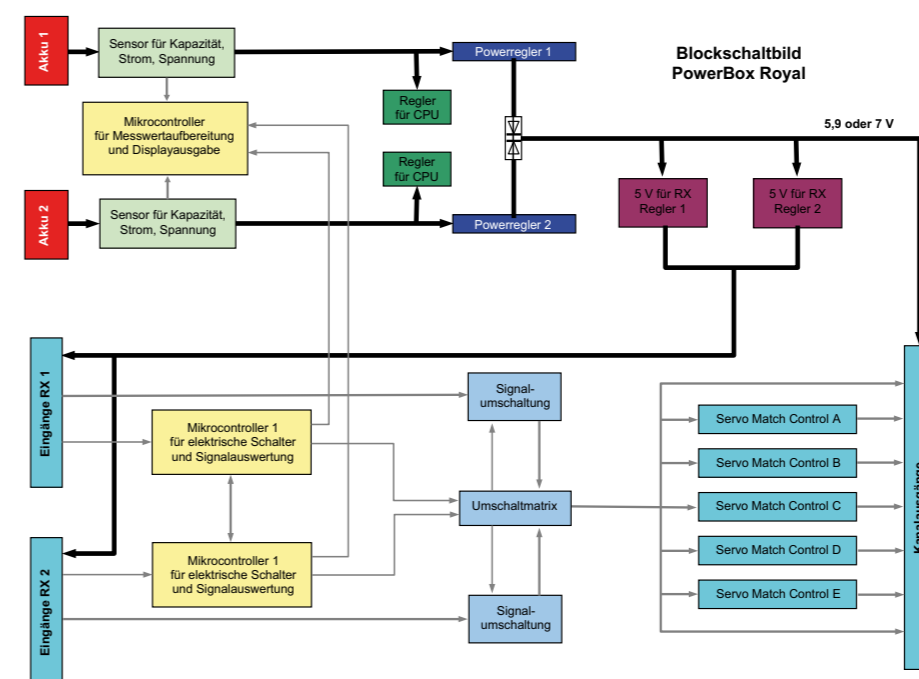 Akku 1
Sensor für Kapazität,
Strom, Spannung
Powerregler 1
Blockschaltbild
PowerBox Royal
Regler
für CPU
Mikrocontroller
für Messwertaufbereitung
und Displayausgabe
5,9 oder 7 V
Regler
für CPU
5 V für RX
Regler 1
5 V für RX
Regler 2
Akku 2
Sensor für Kapazität,
Strom, Spannung
Powerregler 2
Eingänge RX 1
Signal-
umschaltung
Mikrocontroller 1
für elektrische Schalter
und Signalauswertung
Servo Match Control A
Servo Match Control B
Umschaltmatrix
Servo Match Control C
Kanalausgänge
Eingänge RX 2
Mikrocontroller 1
für elektrische Schalter
und Signalauswertung
Servo Match Control D
Servo Match Control E
Signal-
umschaltung